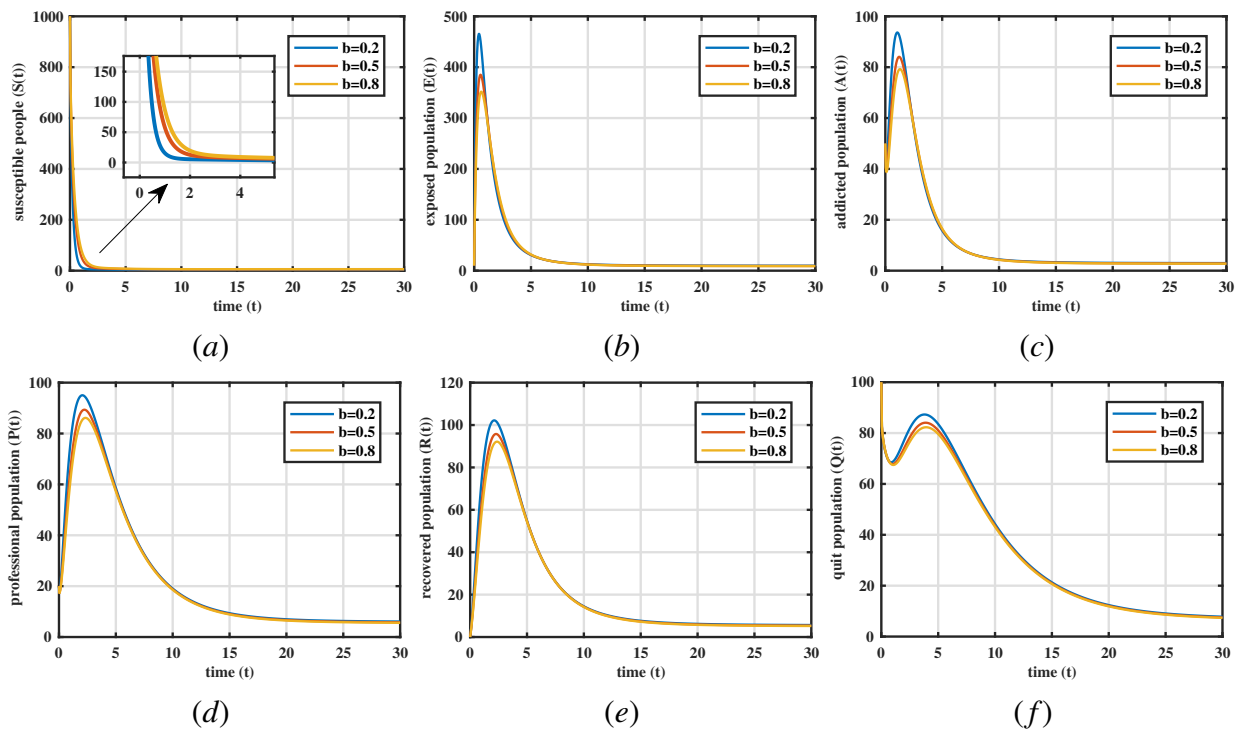 susceptible people (S(t))
1000
800
600
400
200
0
150
100
50
0
0 2 4
b=0.2
b=0.5
b=0.8
0 5 10 15 20 25 30
time (t)
(a)
exposed population (E(t))
500
400
300
200
100
0
b=0.2
b=0.5
b=0.8
0 5 10 15 20 25 30
time (t)
(b)
addicted population (A(t))
100
80
60
40
20
0
b=0.2
b=0.5
b=0.8
0 5 10 15 20 25 30
time (t)
(c)
professional population (P(t))
100
80
60
40
20
0
b=0.2
b=0.5
b=0.8
0 5 10 15 20 25 30
time (t)
(d)
recovered population (R(t))
120
100
80
60
40
20
0
b=0.2
b=0.5
b=0.8
0 5 10 15 20 25 30
time (t)
(e)
quit population (Q(t))
100
80
60
40
20
0
b=0.2
b=0.5
b=0.8
0 5 10 15 20 25 30
time (t)
(f)